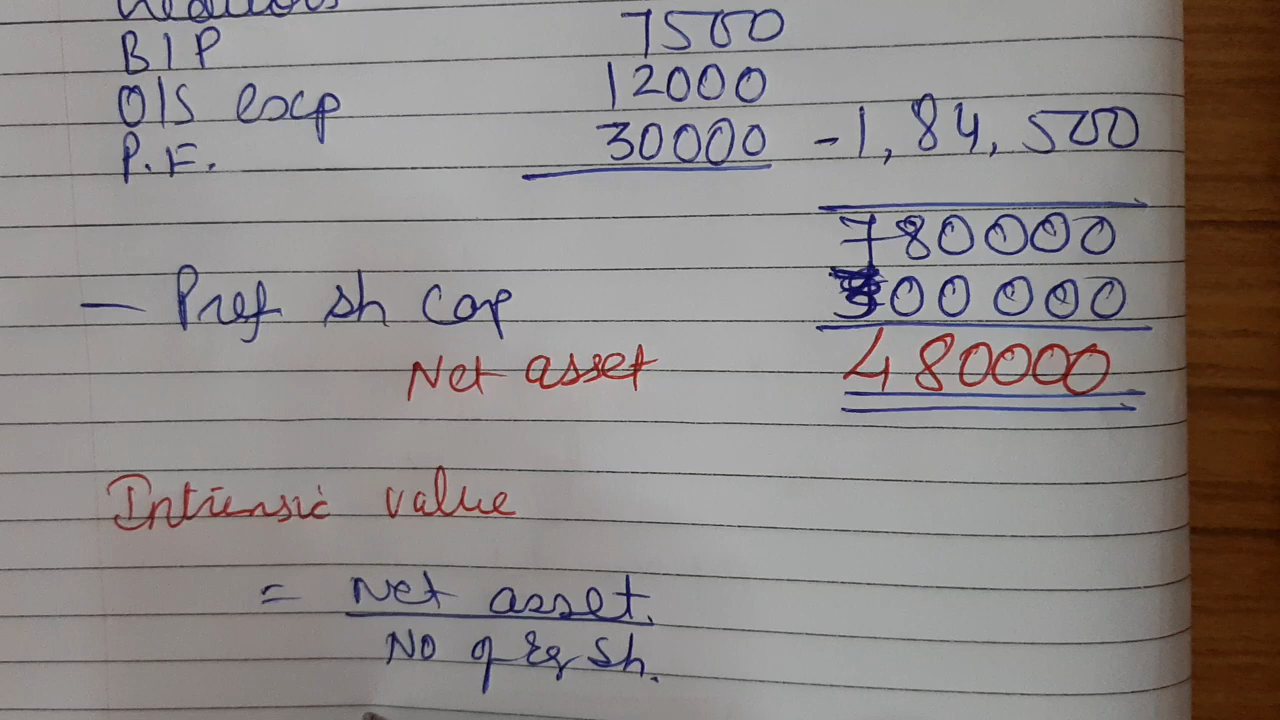 B/P 7500
O/S exp 12000
P.F. 30000 - 1,84,500
780000
- Pref sh Cap 300000
Net asset 480000
Intrensic value
= Net asset.
No of Eq Sh.